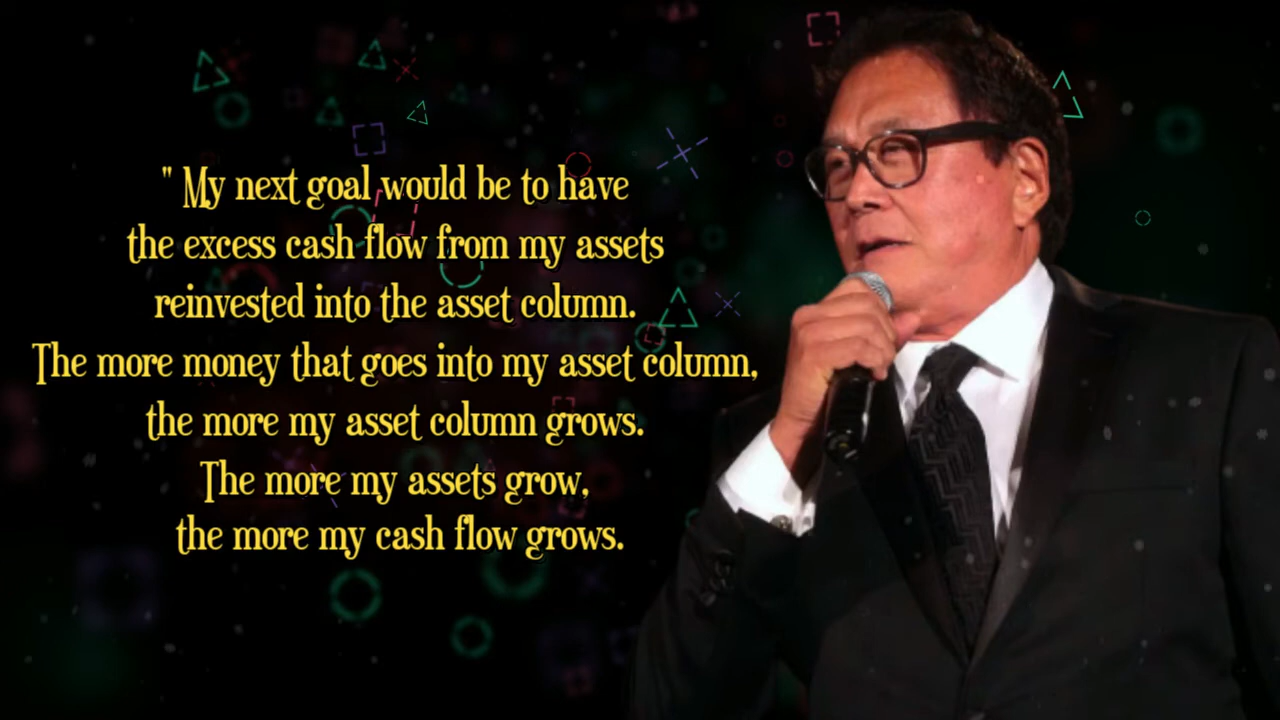 " My next goal would be to have
the excess cash flow from my assets
reinvested into the asset column.
The more money that goes into my asset column,
the more my asset column grows.
The more my assets grow,
the more my cash flow grows.